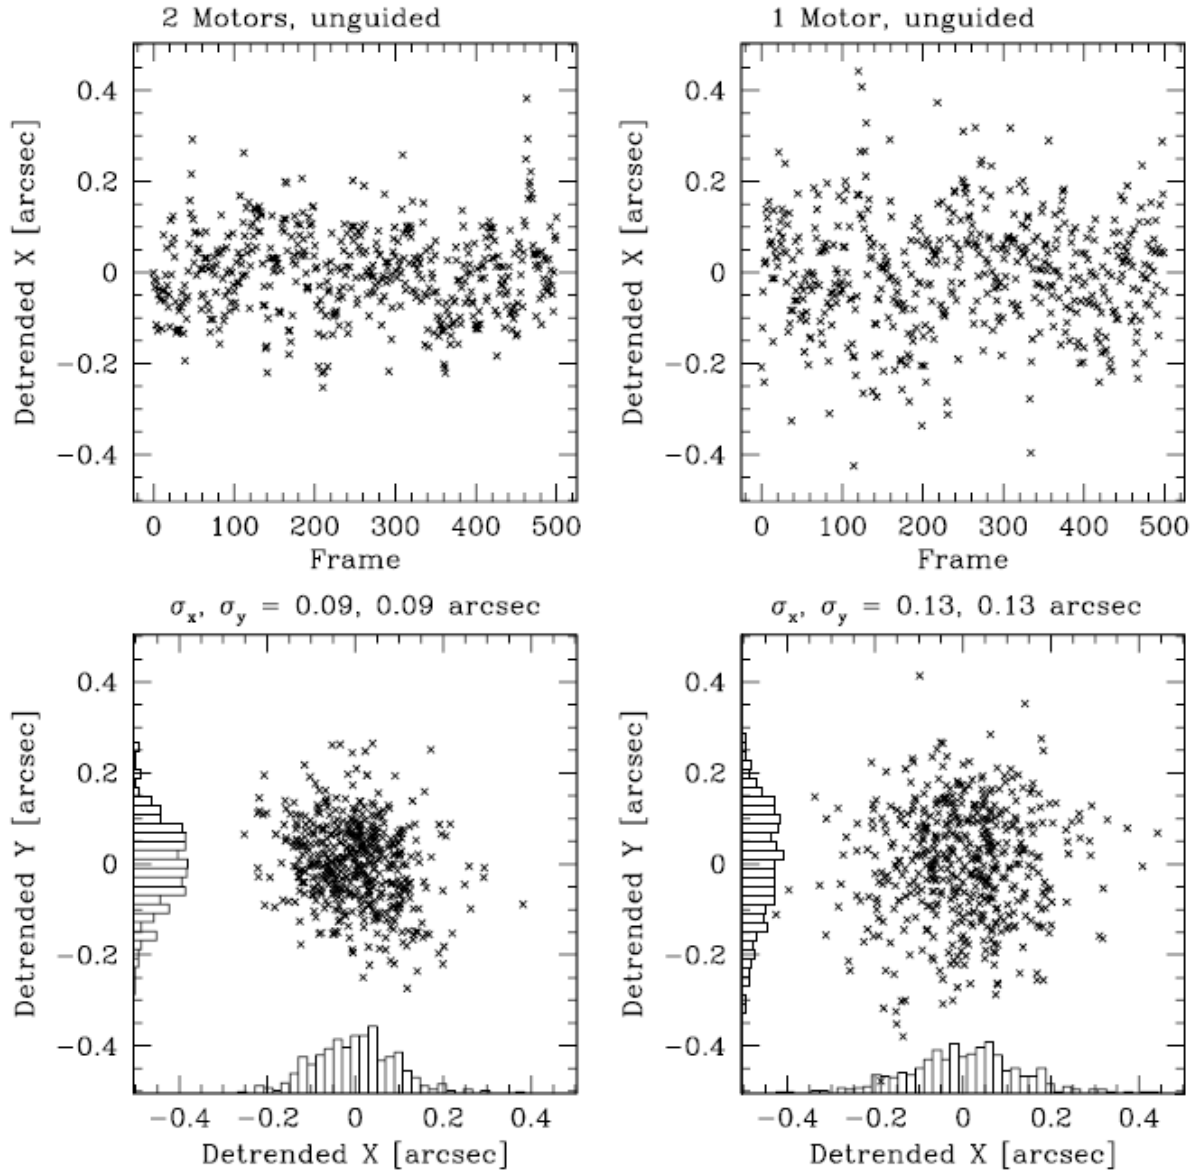 2 Motors, unguided
1 Motor, unguided
Detrended X [arcsec]
0.4
0.2
0
−0.2
−0.4
0 100 200 300 400 500
Frame
Detrended X [arcsec]
0.4
0.2
0
−0.2
−0.4
0 100 200 300 400 500
Frame
σx, σy = 0.09, 0.09 arcsec
σx, σy = 0.13, 0.13 arcsec
Detrended Y [arcsec]
0.4
0.2
0
−0.2
−0.4
−0.4 −0.2 0 0.2 0.4
Detrended X [arcsec]
Detrended Y [arcsec]
0.4
0.2
0
−0.2
−0.4
−0.4 −0.2 0 0.2 0.4
Detrended X [arcsec]